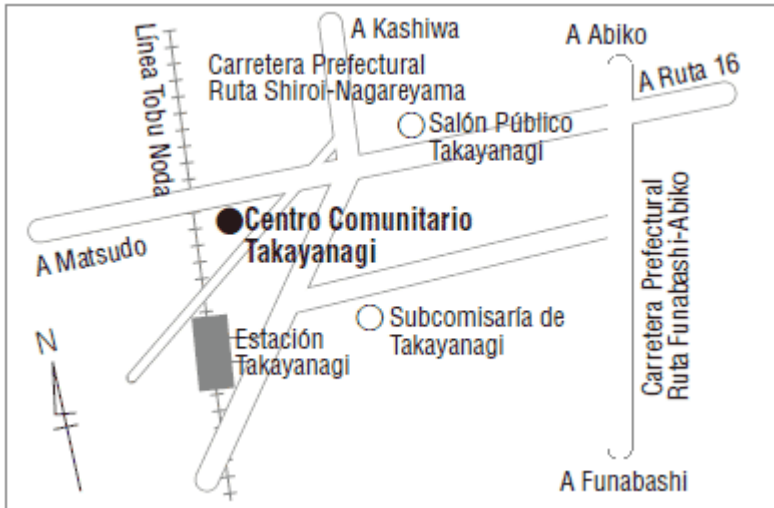 A Kashiwa
A Abiko
Línea Tobu Noda
Carretera Prefectural
Ruta Shiroi-Nagareyama
A Ruta 16
Salón Público
Takayanagi
Centro Comunitario
Takayanagi
A Matsudo
Carretera Prefectural
Ruta Funabashi-Abiko
Subcomisaría de
Takayanagi
Estación
Takayanagi
N
A Funabashi